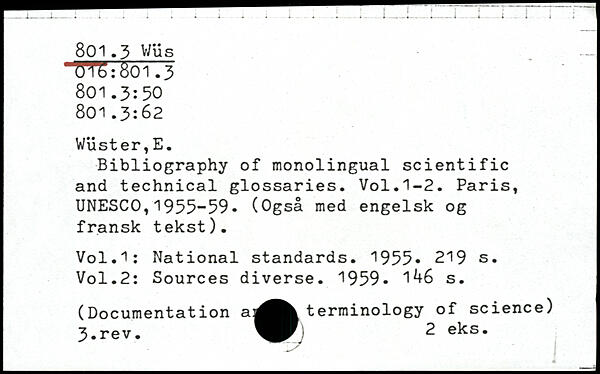 801.3 Wüs
016:801.3
801.3:50
801.3:62
Wüster,E.
Bibliography of monolingual scientific
and technical glossaries. Vol.1-2. Paris,
UNESCO,1955-59. (Også med engelsk og
fransk tekst).
Vol.1: National standards. 1955. 219 s.
Vol.2: Sources diverse. 1959. 146 s.
(Documentation terminology of science)
3.rev. 2 eks.